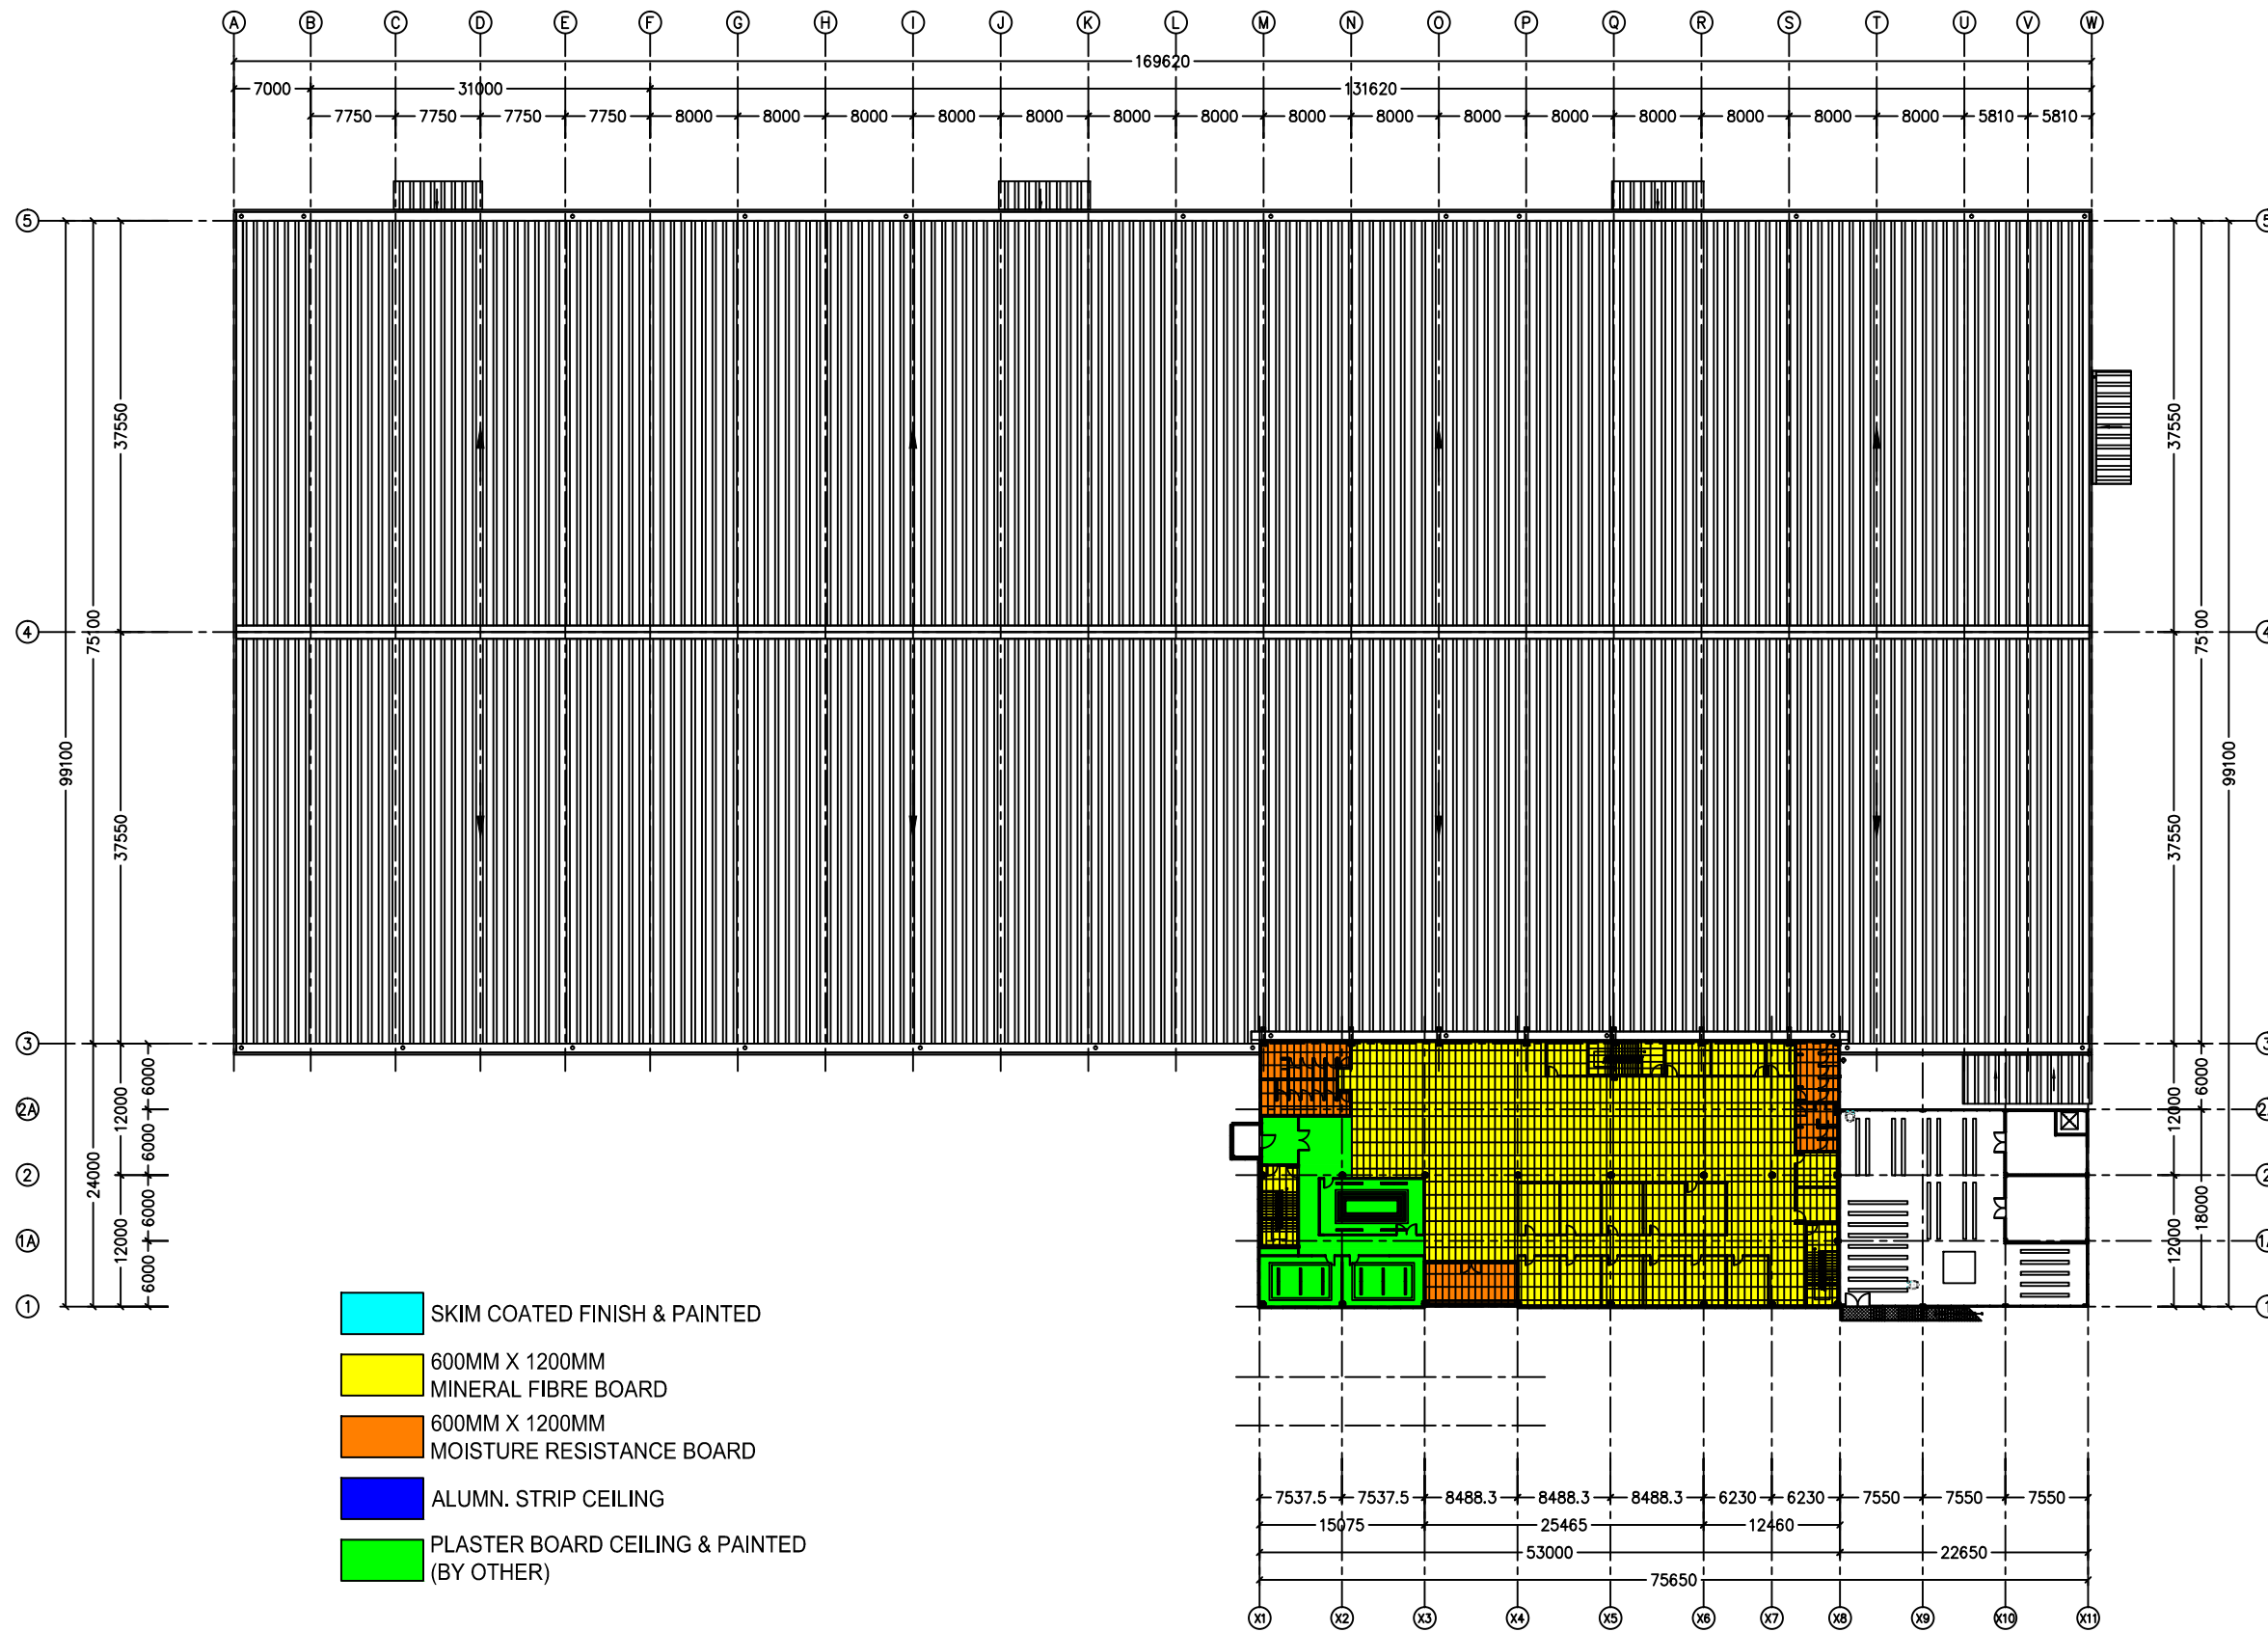 A B C D E F G H I J K L M N O P Q R S T U V W
169620
7000 31000 131620
7750 7750 7750 7750 8000 8000 8000 8000 8000 8000 8000 8000 8000 8000 8000 8000 8000 8000 8000 5810 5810
5 5
37550 37550
4 4
75100 75100
99100 99100
37550 37550
3 3
6000 6000
12000 12000
2A
6000
2 2
24000 18000
6000
12000 12000
1A
6000
1 1
SKIM COATED FINISH & PAINTED
600MM X 1200MM
MINERAL FIBRE BOARD
600MM X 1200MM
MOISTURE RESISTANCE BOARD
ALUMN. STRIP CEILING
PLASTER BOARD CEILING & PAINTED
(BY OTHER)
7537.5 7537.5 8488.3 8488.3 8488.3 6230 6230 7550 7550 7550
15075 25465 12460
53000 22650
75650
X1 X2 X3 X4 X5 X6 X7 X8 X9 X10 X11